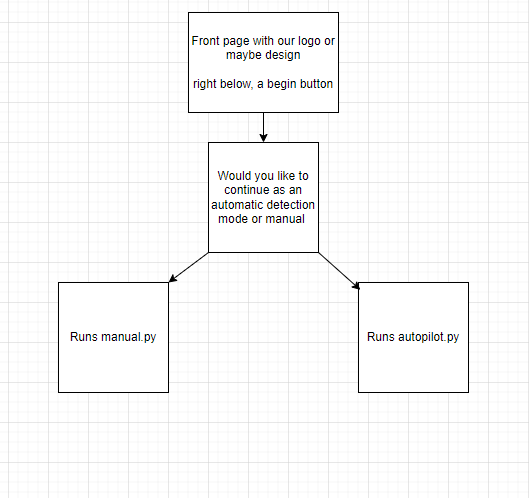 Front page with our logo or
maybe design
right below, a begin button
Would you like to
continue as an
automatic detection
mode or manual
Runs manual.py
Runs autopilot.py